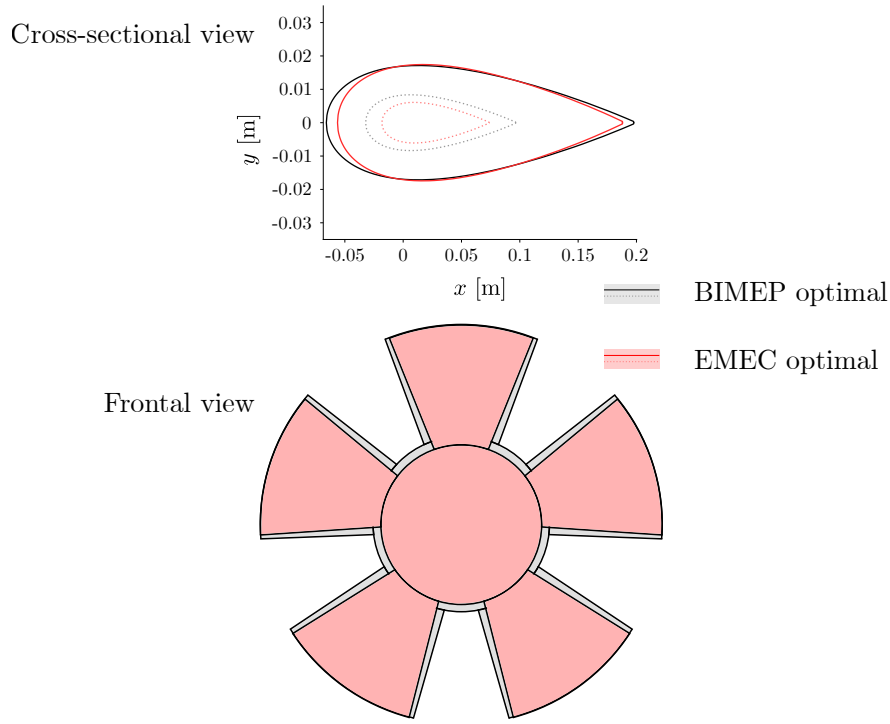 Cross-sectional view
0.03
0.02
0.01
0
-0.01
-0.02
-0.03
y [m]
-0.05 0 0.05 0.1 0.15 0.2
x [m]
BIMEP optimal
EMEC optimal
Frontal view